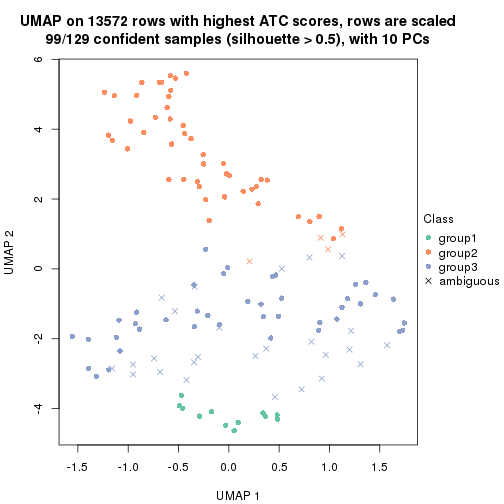 UMAP on 13572 rows with highest ATC scores, rows are scaled
99/129 confident samples (silhouette > 0.5), with 10 PCs
6
4
2
0
-2
-4
UMAP 2
-1.5 -1.0 -0.5 0.0 0.5 1.0 1.5
UMAP 1
Class
group1
group2
group3
ambiguous